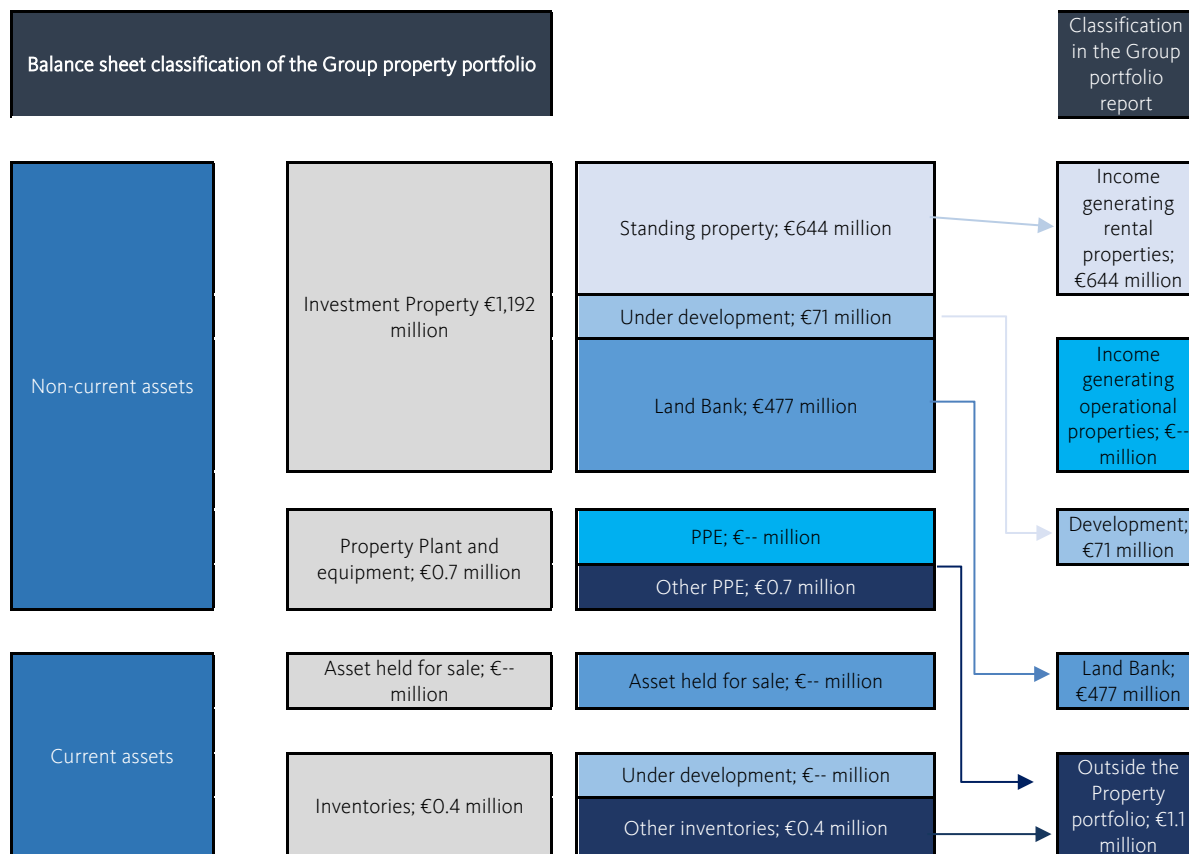 Balance sheet classification of the Group property portfolio
Classification
in the Group
portfolio
report
Non-current assets
Investment Property €1,192
million
Standing property; €644 million
Under development; €71 million
Land Bank; €477 million
Income
generating
rental
properties;
€644 million
Income
generating
operational
properties; €--
million
Property Plant and
equipment; €0.7 million
PPE; €-- million
Other PPE; €0.7 million
Development;
€71 million
Current assets
Asset held for sale; €--
million
Asset held for sale; €-- million
Land Bank;
€477 million
Inventories; €0.4 million
Under development; €-- million
Other inventories; €0.4 million
Outside the
Property
portfolio; €1.1
million